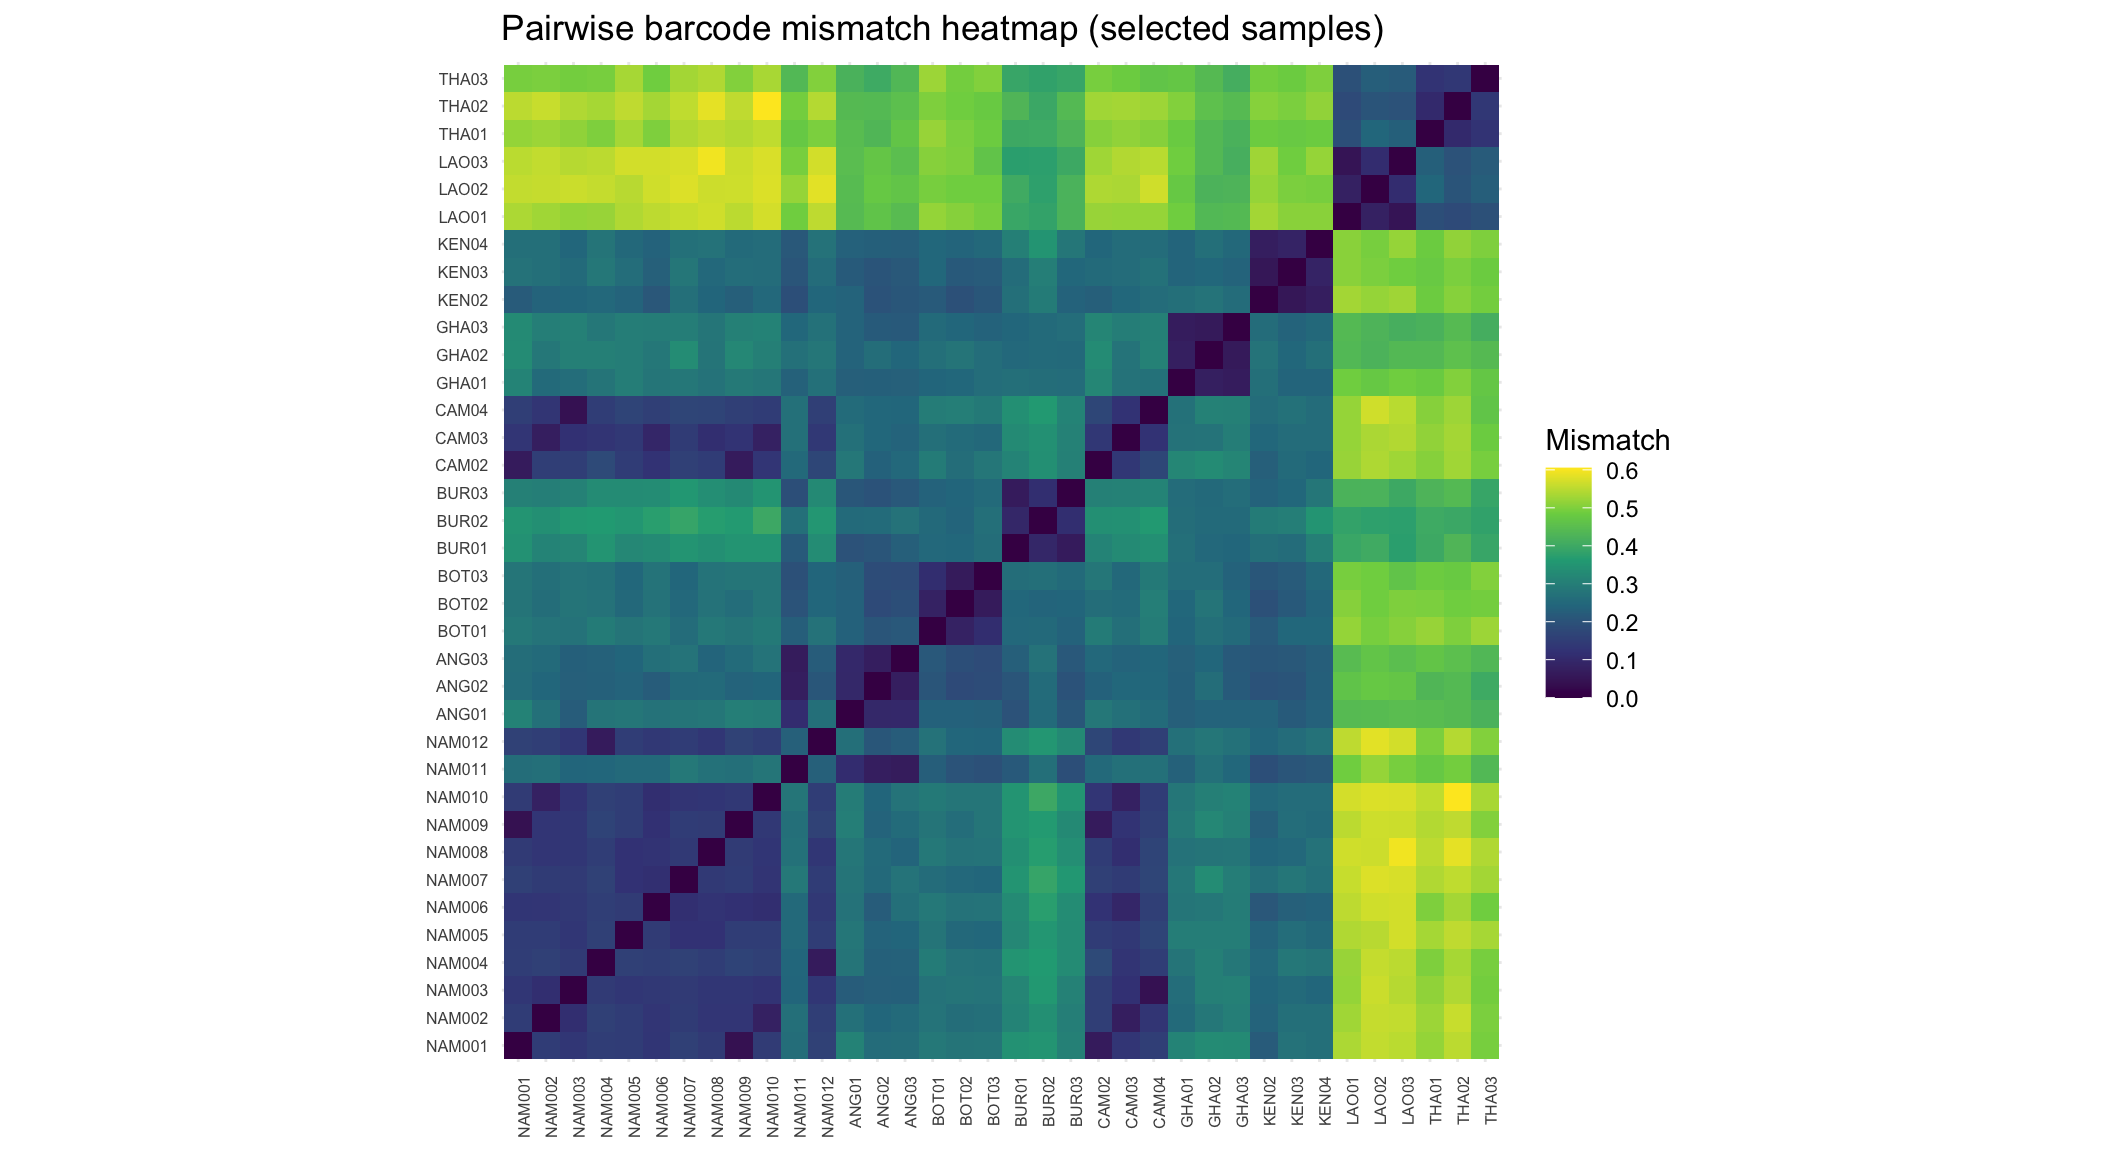 Pairwise barcode mismatch heatmap (selected samples)
THA03
THA02
THA01
LAO03
LAO02
LAO01
KEN04
KEN03
KEN02
GHA03
GHA02
GHA01
CAM04
CAM03
CAM02
BUR03
BUR02
BUR01
BOT03
BOT02
BOT01
ANG03
ANG02
ANG01
NAM012
NAM011
NAM010
NAM009
NAM008
NAM007
NAM006
NAM005
NAM004
NAM003
NAM002
NAM001
NAM001
NAM002
NAM003
NAM004
NAM005
NAM006
NAM007
NAM008
NAM009
NAM010
NAM011
NAM012
ANG01
ANG02
ANG03
BOT01
BOT02
BOT03
BUR01
BUR02
BUR03
CAM02
CAM03
CAM04
GHA01
GHA02
GHA03
KEN02
KEN03
KEN04
LAO01
LAO02
LAO03
THA01
THA02
THA03
Mismatch
0.6
0.5
0.4
0.3
0.2
0.1
0.0